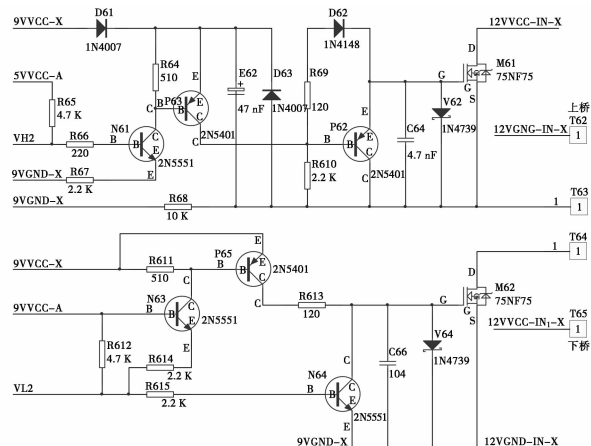 9VVCC-X D61 D62 12VVCC-IN-X
1N4007 1N4148
D
R64 510 E M61 75NF75
5VVCC-A P63 E62 D63 R69 G
C B E C E G S
R65 4.7 K 47 nF 1N4007 120 V62 上桥
N61 2N5401 P62 C64 1N4739 T62
VH2 R66 B B C E C B E C 12VGNG-IN-X 1
220 2N5551 R610 2N5401 4.7 nF
9VGND-X R67 E 2.2 K
2.2 K C
9VGND-X R68 T63
10 K 1 1
E T64
P65 1 1
9VVCC-X R611 B B E C 2N5401 D
510 M62 75NF75
C C R613 G
9VVCC-A N63 B B C E 120 G S T65
2N5551 12VVCC-IN₁-X 1
R612 4.7 K E V64 下桥
R614 C C66 1N4739
2.2 K N64 104
VL2 R615 B B C E
2.2 K 2N5551
E
9VGND-X 12VGND-IN-X